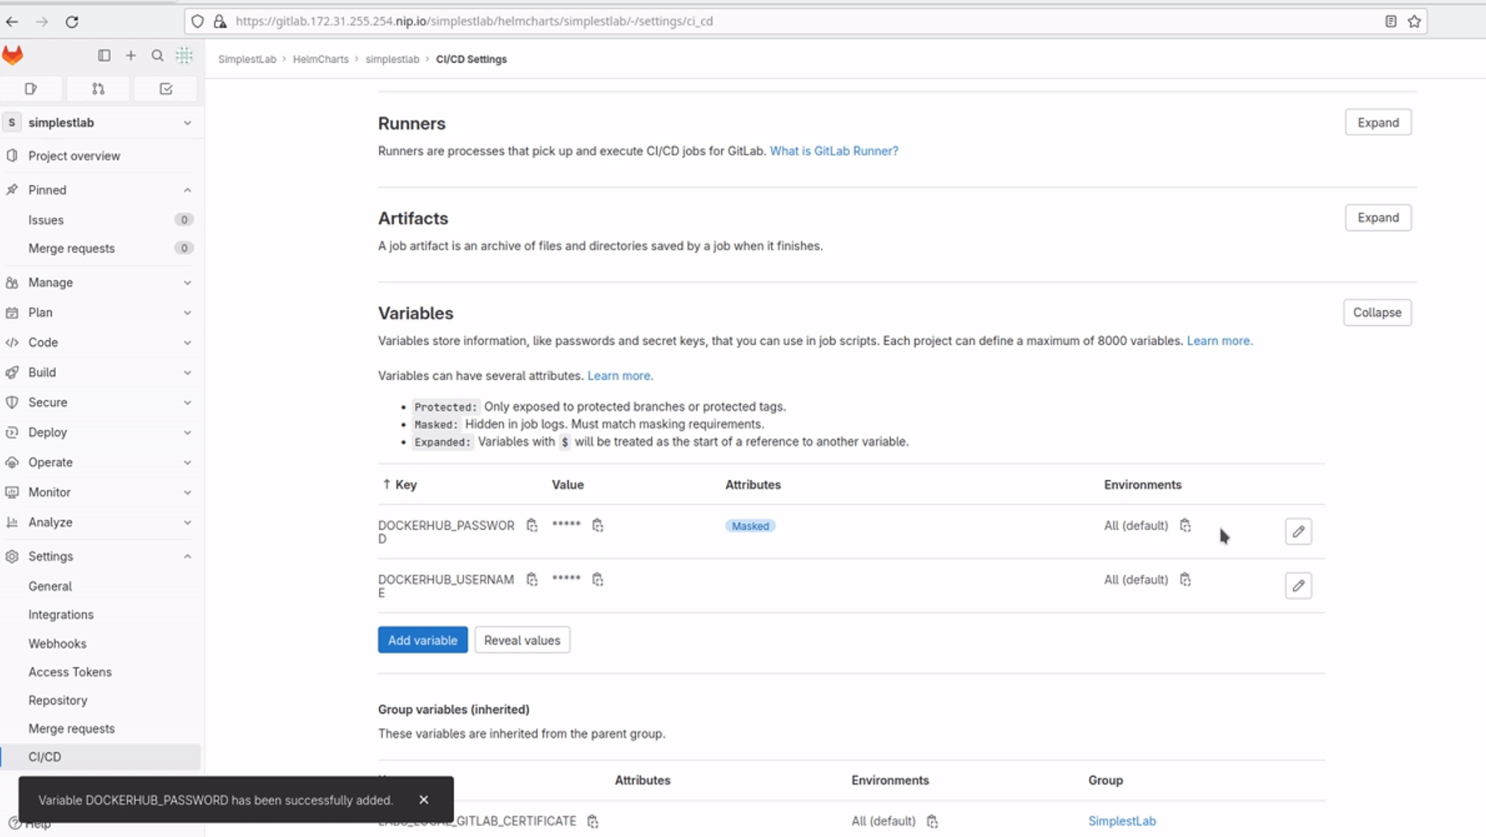 https://gitlab.172.31.255.254.nip.io/simplestlab/helmcharts/simplestlab/-/settings/ci_cd
SimplestLab > HelmCharts > simplestlab > CI/CD Settings
S simplestlab
Project overview
Pinned
Issues 0
Merge requests 0
Manage
Plan
Code
Build
Secure
Deploy
Operate
Monitor
Analyze
Settings
General
Integrations
Webhooks
Access Tokens
Repository
Merge requests
CI/CD
Help
Runners
Expand
Runners are processes that pick up and execute CI/CD jobs for GitLab. What is GitLab Runner?
Artifacts
Expand
A job artifact is an archive of files and directories saved by a job when it finishes.
Variables
Collapse
Variables store information, like passwords and secret keys, that you can use in job scripts. Each project can define a maximum of 8000 variables. Learn more.
Variables can have several attributes. Learn more.
• Protected: Only exposed to protected branches or protected tags.
• Masked: Hidden in job logs. Must match masking requirements.
• Expanded: Variables with $ will be treated as the start of a reference to another variable.
↑ Key Value Attributes Environments
DOCKERHUB_PASSWOR ***** Masked All (default)
D
DOCKERHUB_USERNAM ***** All (default)
E
Add variable Reveal values
Group variables (inherited)
These variables are inherited from the parent group.
Attributes Environments Group
_GITLAB_CERTIFICATE All (default) SimplestLab
Variable DOCKERHUB_PASSWORD has been successfully added. ×